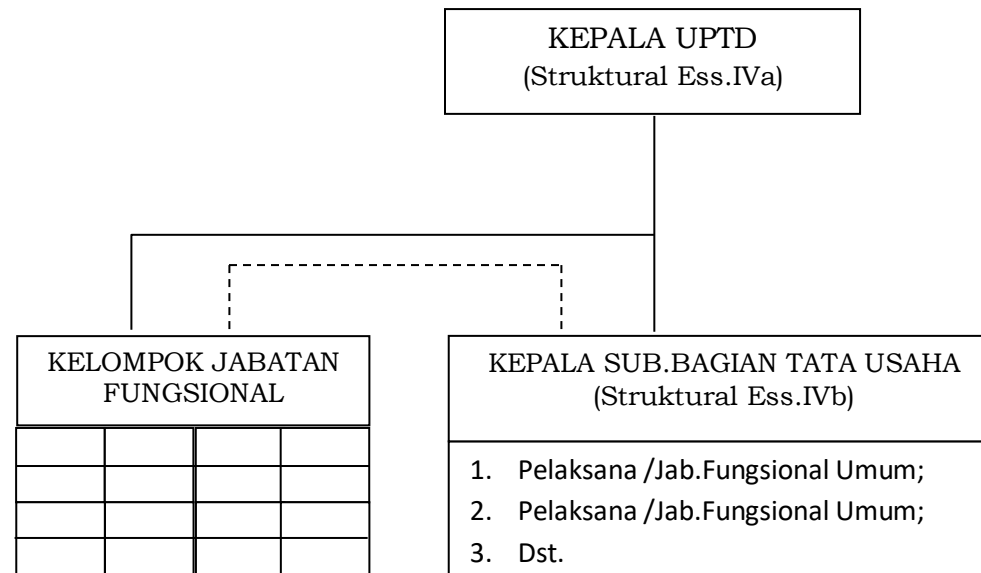 KEPALA UPTD
(Struktural Ess.IVa)
KELOMPOK JABATAN
FUNGSIONAL
KEPALA SUB.BAGIAN TATA USAHA
(Struktural Ess.IVb)
1. Pelaksana /Jab.Fungsional Umum;
2. Pelaksana /Jab.Fungsional Umum;
3. Dst.